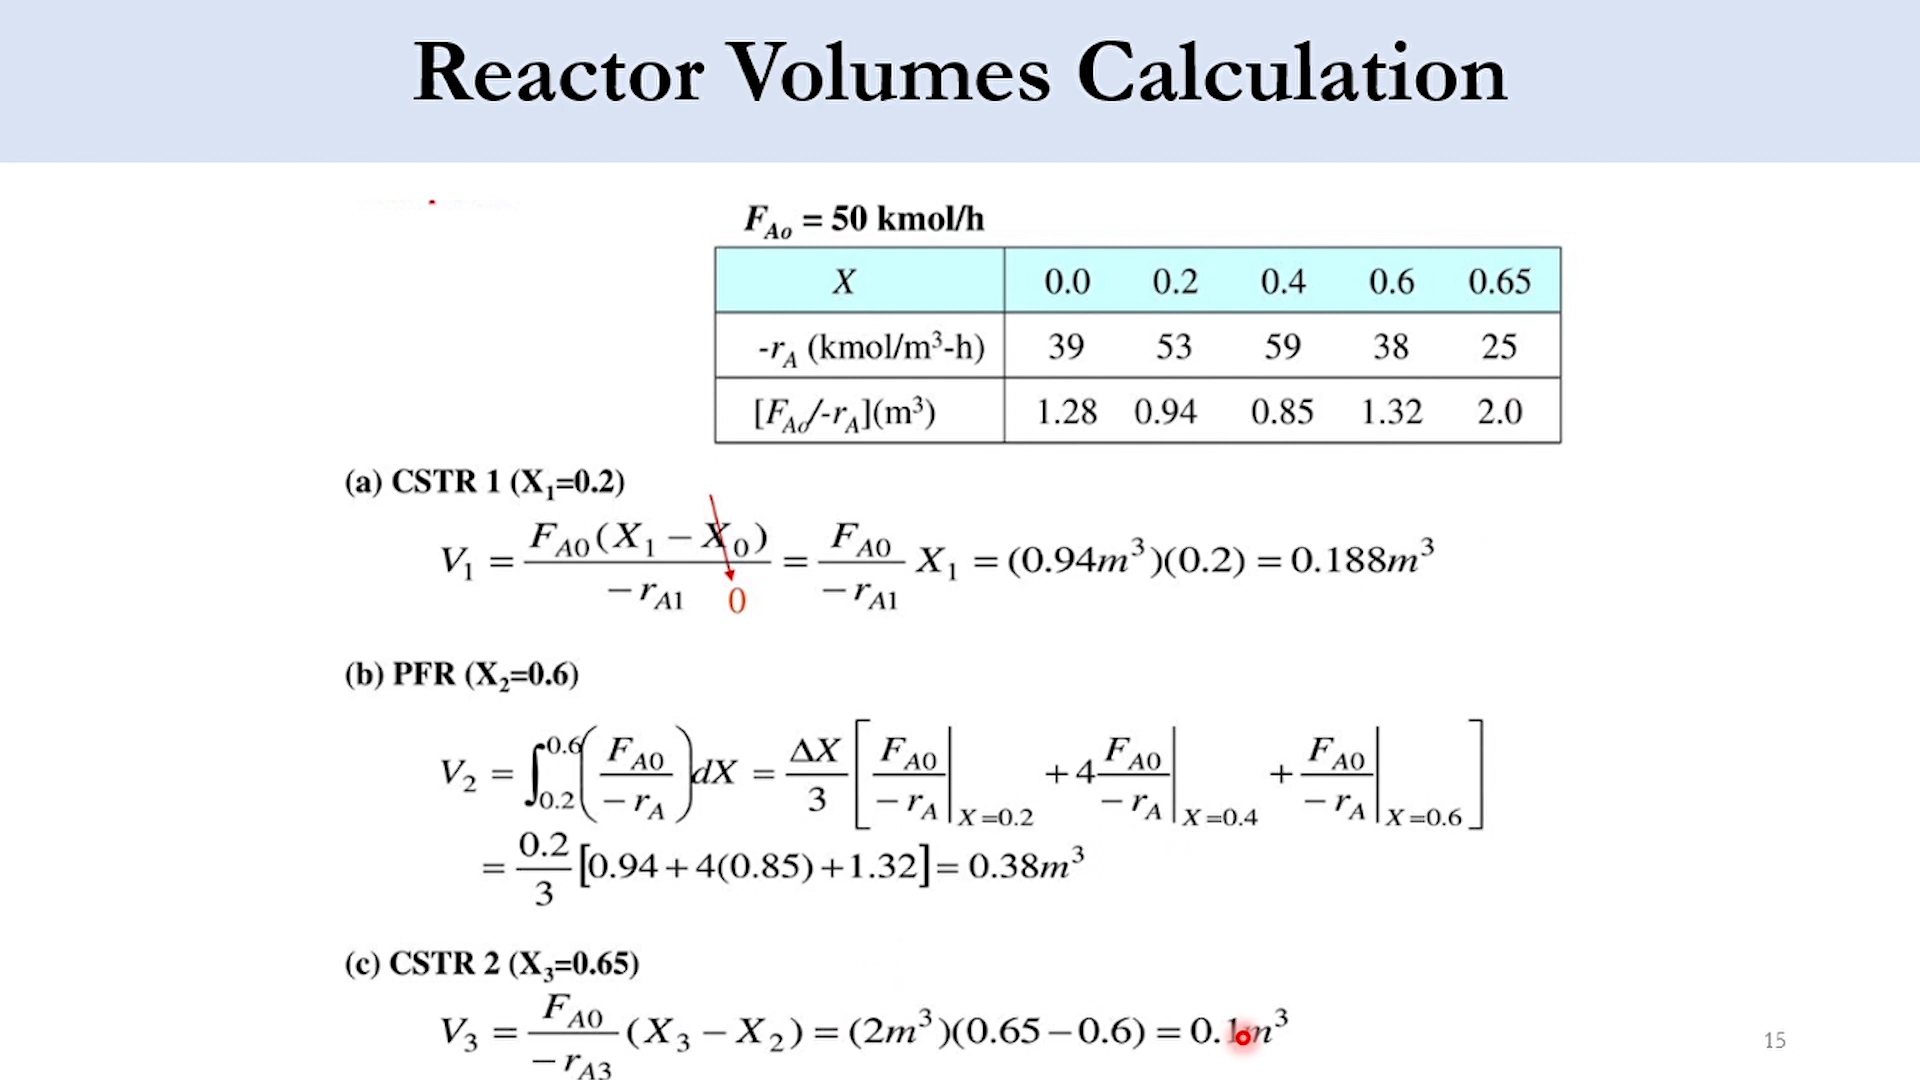 Reactor Volumes Calculation
F_Ao = 50 kmol/h
X 0.0 0.2 0.4 0.6 0.65
-r_A (kmol/m³-h) 39 53 59 38 25
[F_Ao/-r_A](m³) 1.28 0.94 0.85 1.32 2.0
(a) CSTR 1 (X₁=0.2)
V₁ = F_A0(X₁ − X₀) / −r_A1 = F_A0 / −r_A1 X₁ = (0.94m³)(0.2) = 0.188m³
0
(b) PFR (X₂=0.6)
V₂ = ∫_0.2^0.6 (F_A0 / −r_A) dX = ΔX/3 [F_A0 / −r_A |_X=0.2 + 4 F_A0 / −r_A |_X=0.4 + F_A0 / −r_A |_X=0.6]
= 0.2/3 [0.94 + 4(0.85) + 1.32] = 0.38m³
(c) CSTR 2 (X₃=0.65)
V₃ = F_A0 / −r_A3 (X₃ − X₂) = (2m³)(0.65 − 0.6) = 0.1m³
15